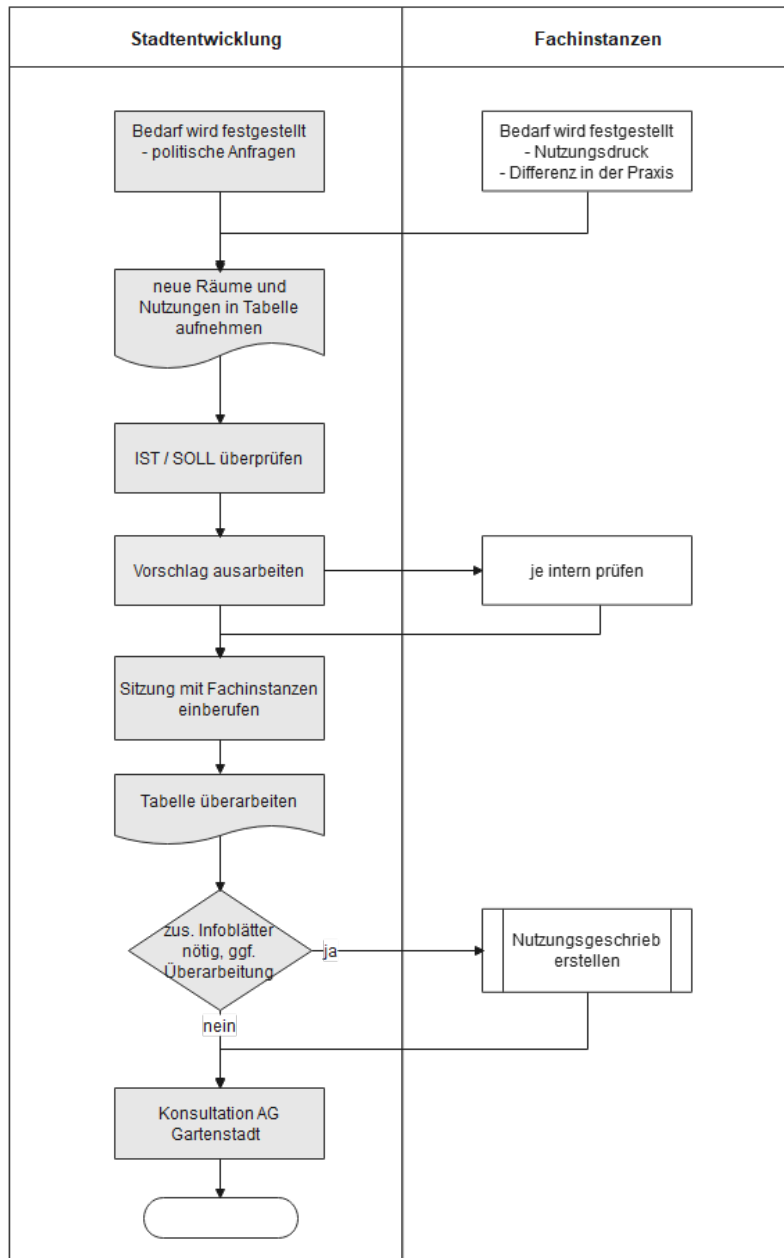 Stadtentwicklung
Fachinstanzen
Bedarf wird festgestellt
- politische Anfragen
Bedarf wird festgestellt
- Nutzungsdruck
- Differenz in der Praxis
neue Räume und
Nutzungen in Tabelle
aufnehmen
IST / SOLL überprüfen
Vorschlag ausarbeiten
je intern prüfen
Sitzung mit Fachinstanzen
einberufen
Tabelle überarbeiten
zus. Infoblätter
nötig, ggf.
Überarbeitung
ja
Nutzungsgeschrieb
erstellen
nein
Konsultation AG
Gartenstadt